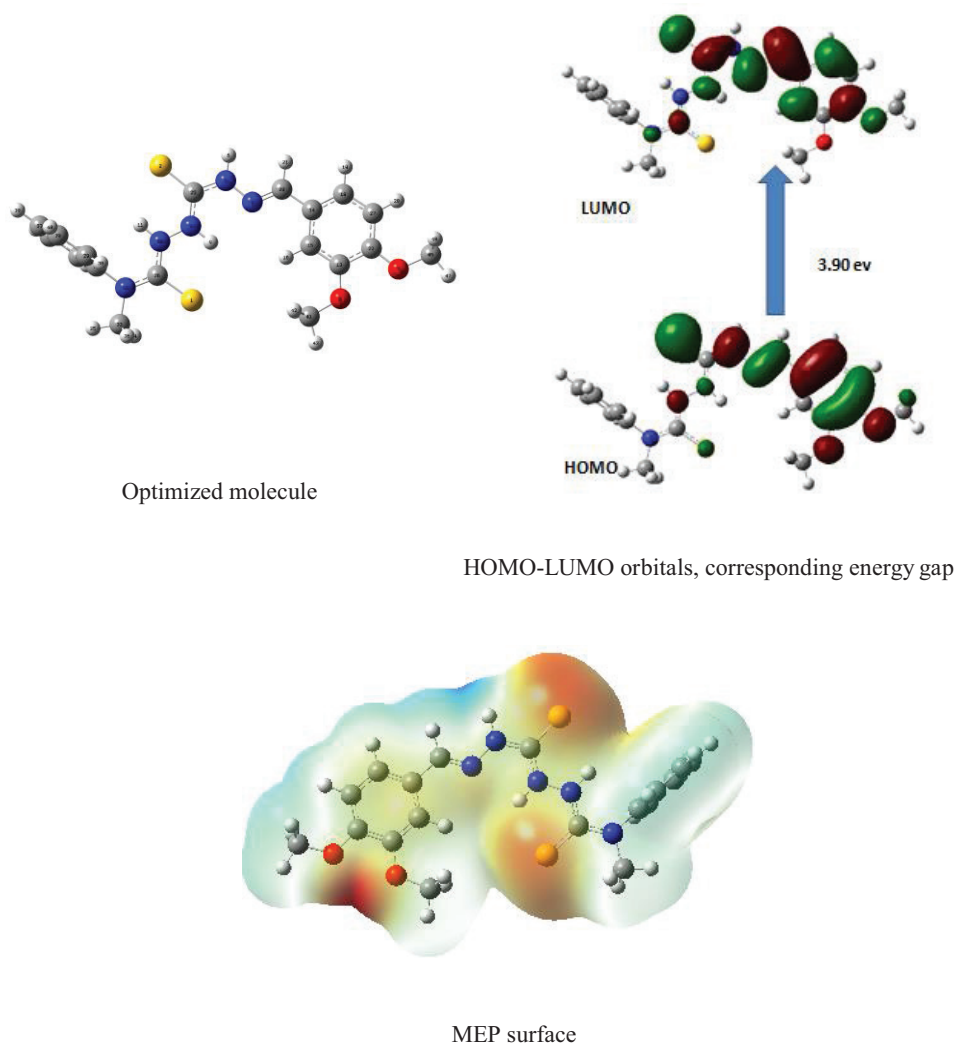 LUMO
3.90 ev
HOMO
Optimized molecule
HOMO-LUMO orbitals, corresponding energy gap
MEP surface